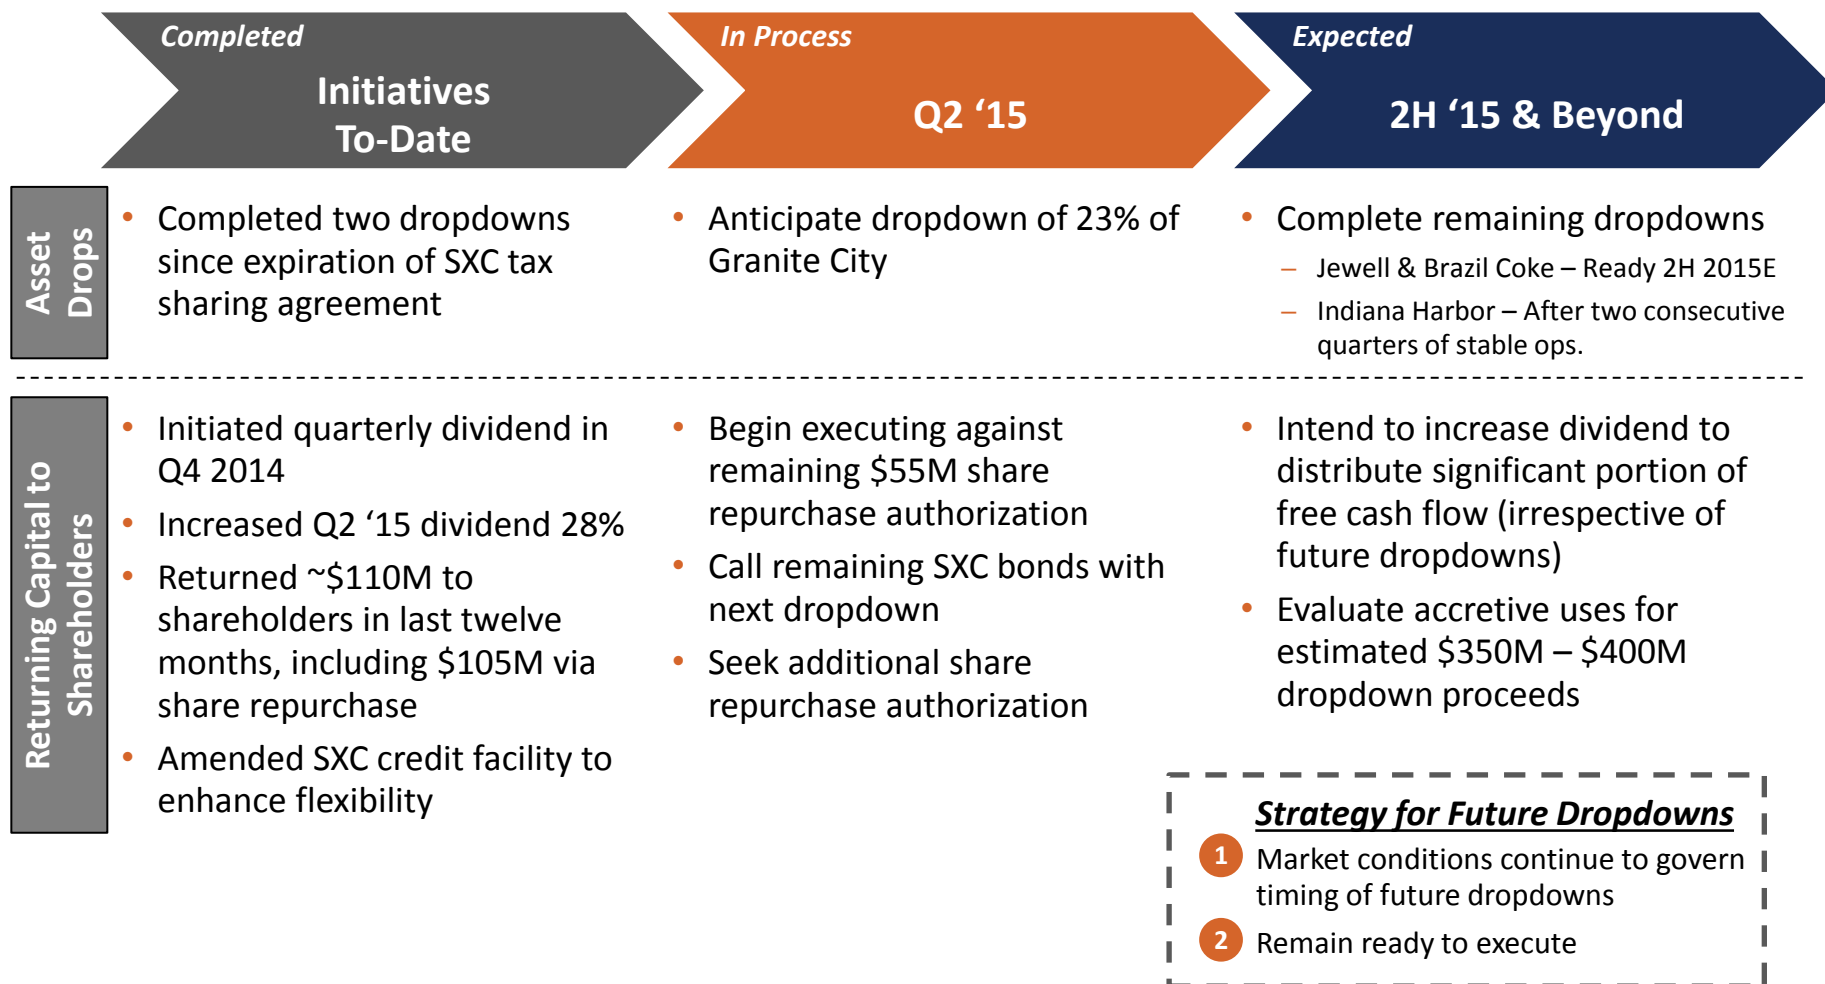 Completed
Initiatives
To-Date
In Process
Q2 ‘15
Expected
2H ‘15 & Beyond
Asset
Drops
• Completed two dropdowns
since expiration of SXC tax
sharing agreement
• Anticipate dropdown of 23% of
Granite City
• Complete remaining dropdowns
– Jewell & Brazil Coke – Ready 2H 2015E
– Indiana Harbor – After two consecutive
quarters of stable ops.
Returning Capital to
Shareholders
• Initiated quarterly dividend in
Q4 2014
• Increased Q2 ‘15 dividend 28%
• Returned ~$110M to
shareholders in last twelve
months, including $105M via
share repurchase
• Amended SXC credit facility to
enhance flexibility
• Begin executing against
remaining $55M share
repurchase authorization
• Call remaining SXC bonds with
next dropdown
• Seek additional share
repurchase authorization
• Intend to increase dividend to
distribute significant portion of
free cash flow (irrespective of
future dropdowns)
• Evaluate accretive uses for
estimated $350M – $400M
dropdown proceeds
Strategy for Future Dropdowns
1 Market conditions continue to govern
timing of future dropdowns
2 Remain ready to execute